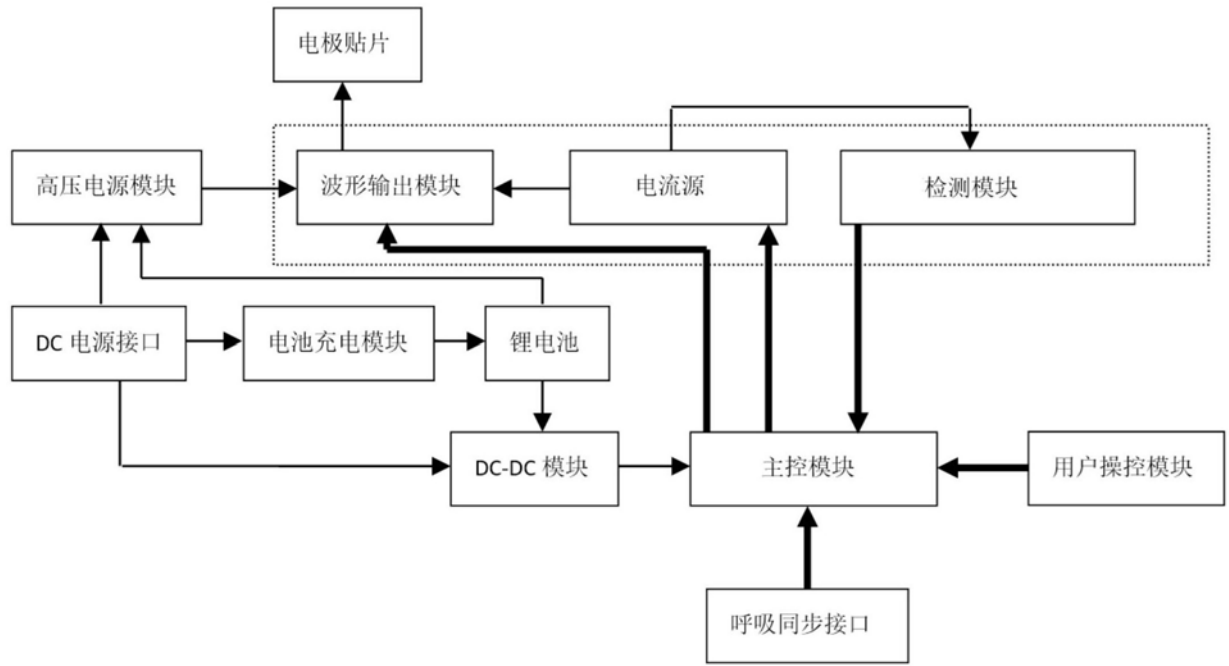 电极贴片
高压电源模块
波形输出模块
电流源
检测模块
DC 电源接口
电池充电模块
锂电池
DC-DC 模块
主控模块
用户操控模块
呼吸同步接口